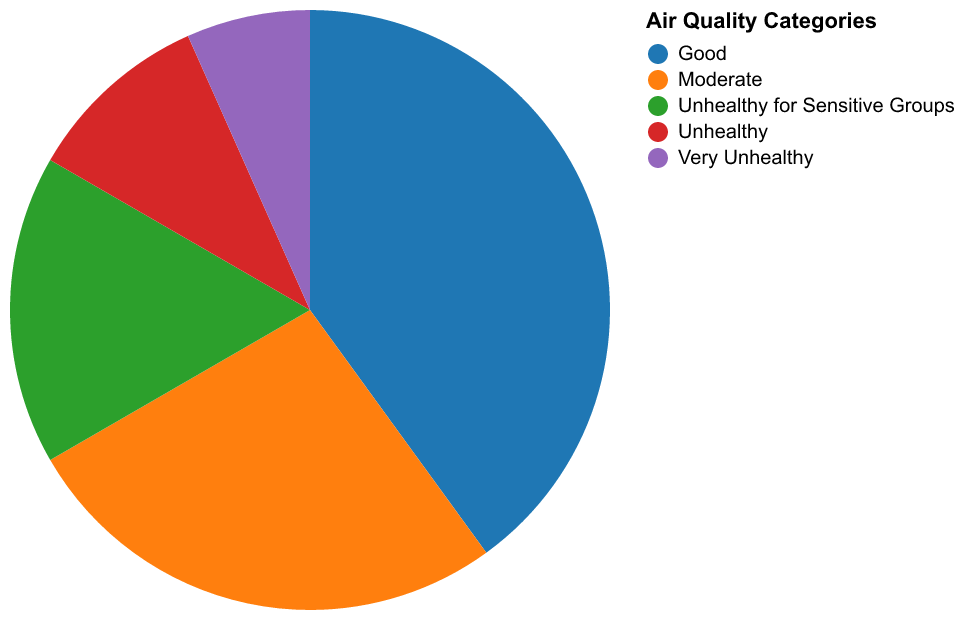 Air Quality Categories
Good
Moderate
Unhealthy for Sensitive Groups
Unhealthy
Very Unhealthy